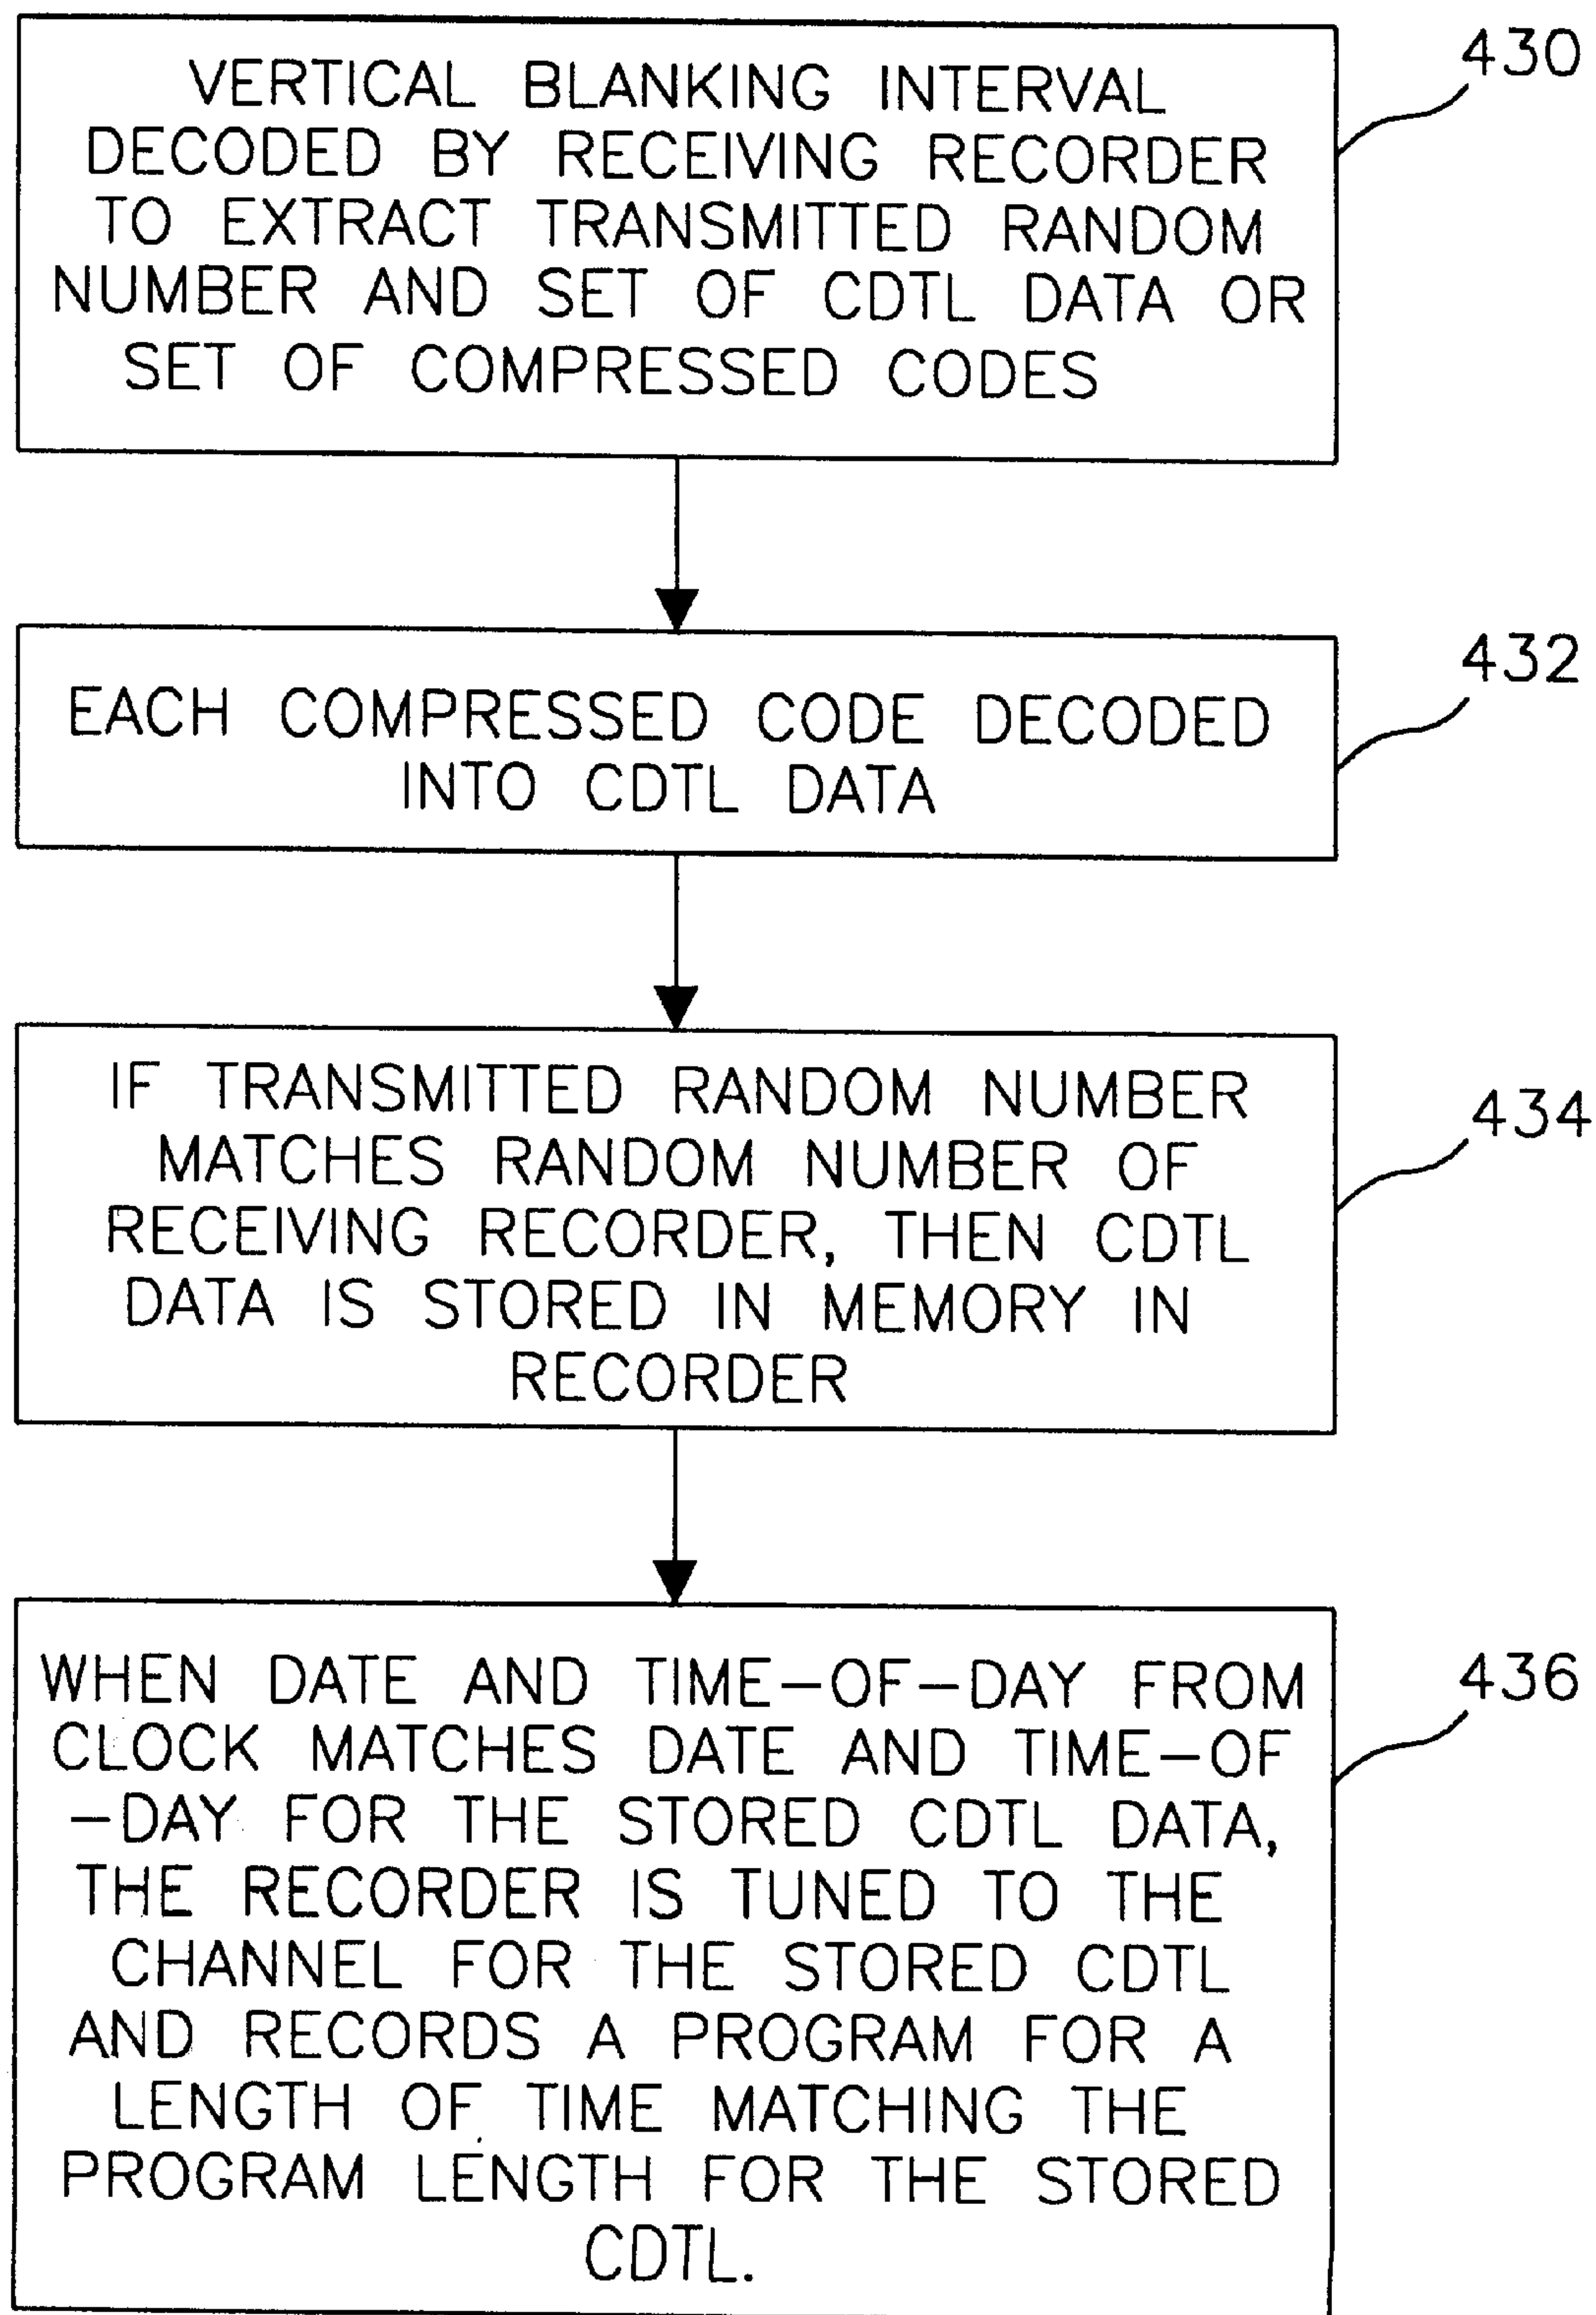 VERTICAL BLANKING INTERVAL
DECODED BY RECEIVING RECORDER
TO EXTRACT TRANSMITTED RANDOM
NUMBER AND SET OF CDTL DATA OR
SET OF COMPRESSED CODES
430
EACH COMPRESSED CODE DECODED
INTO CDTL DATA
432
IF TRANSMITTED RANDOM NUMBER
MATCHES RANDOM NUMBER OF
RECEIVING RECORDER, THEN CDTL
DATA IS STORED IN MEMORY IN
RECORDER
434
WHEN DATE AND TIME-OF-DAY FROM
CLOCK MATCHES DATE AND TIME-OF
-DAY FOR THE STORED CDTL DATA,
THE RECORDER IS TUNED TO THE
CHANNEL FOR THE STORED CDTL
AND RECORDS A PROGRAM FOR A
LENGTH OF TIME MATCHING THE
PROGRAM LENGTH FOR THE STORED
CDTL.
436